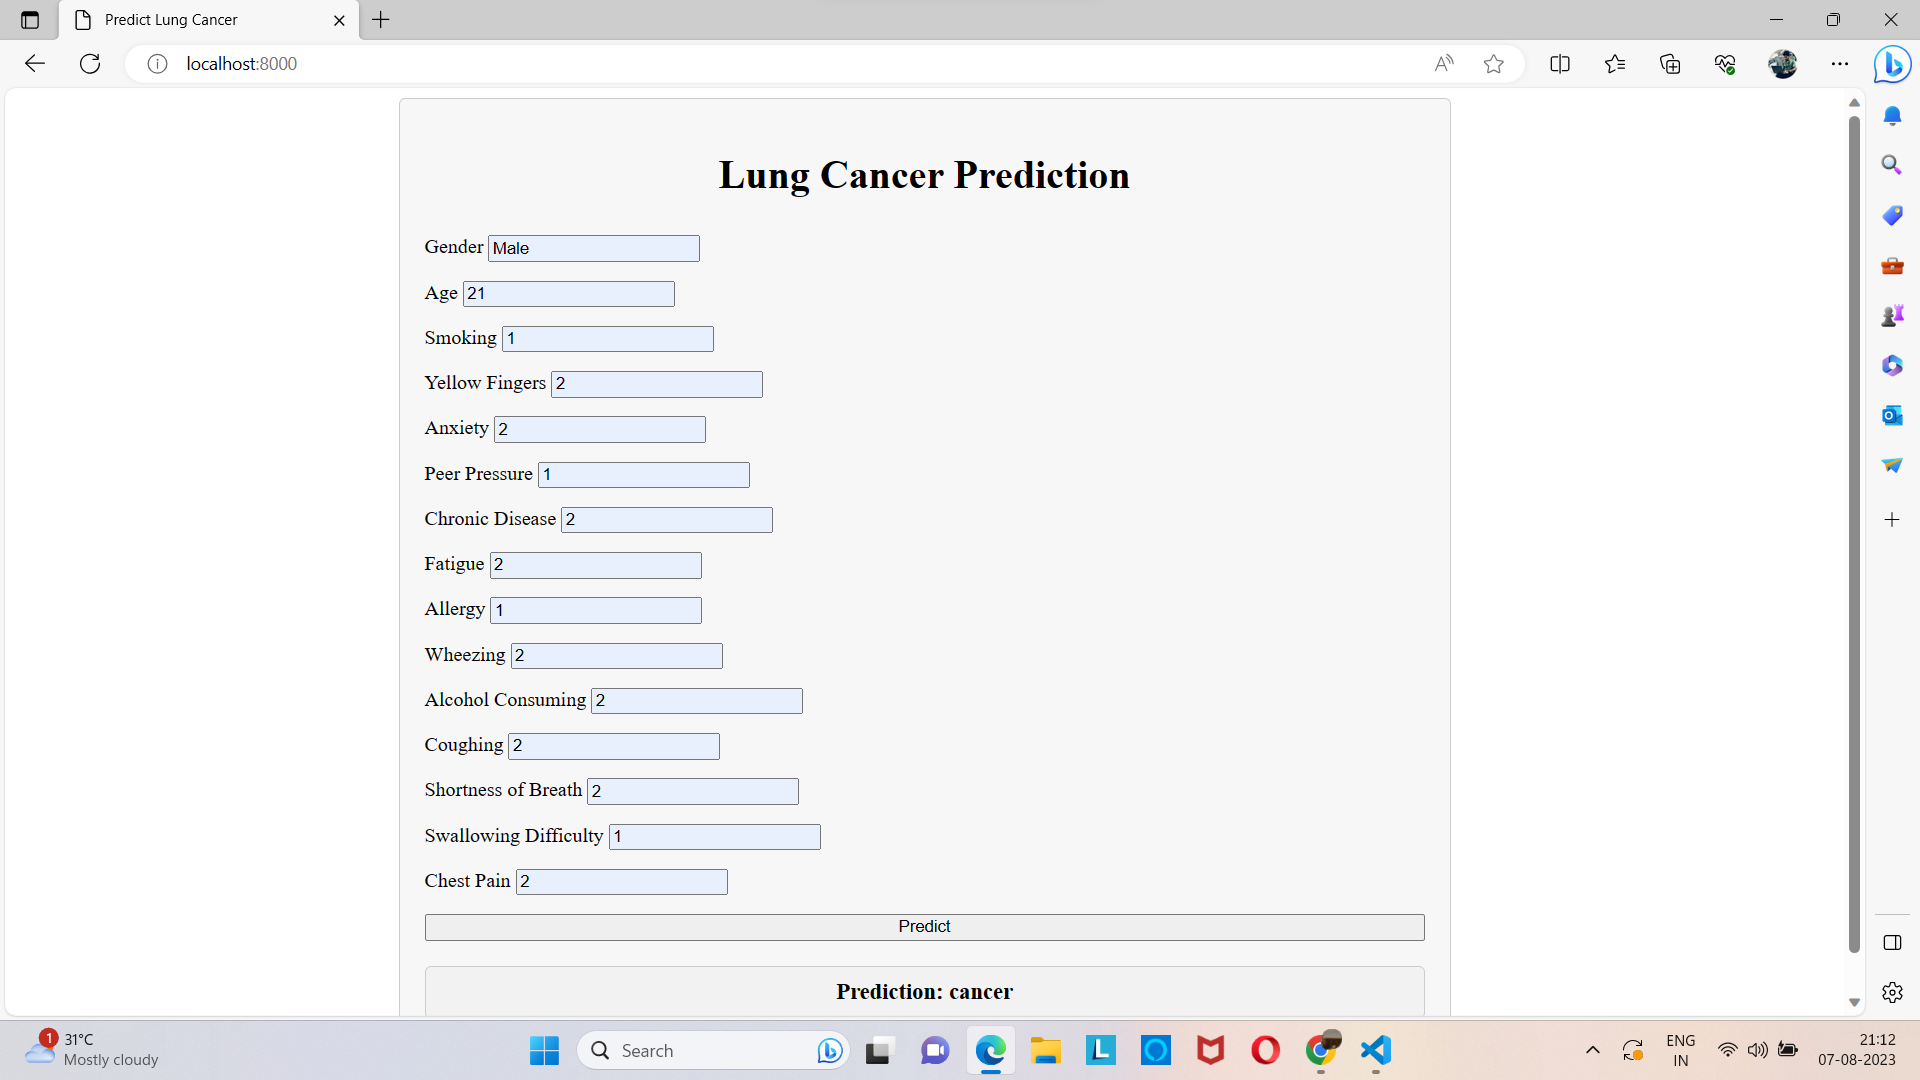 Predict Lung Cancer
localhost:8000
Lung Cancer Prediction
Gender Male
Age 21
Smoking 1
Yellow Fingers 2
Anxiety 2
Peer Pressure 1
Chronic Disease 2
Fatigue 2
Allergy 1
Wheezing 2
Alcohol Consuming 2
Coughing 2
Shortness of Breath 2
Swallowing Difficulty 1
Chest Pain 2
Predict
Prediction: cancer
1
31°C
Mostly cloudy
Search
L
ENG
IN
21:12
07-08-2023